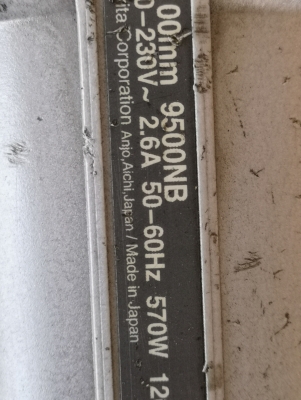 00mm 9500NB
0-230V~ 2.6A 50-60Hz 570W 12
ita Corporation Anjo,Aichi,Japan / Made in Japan